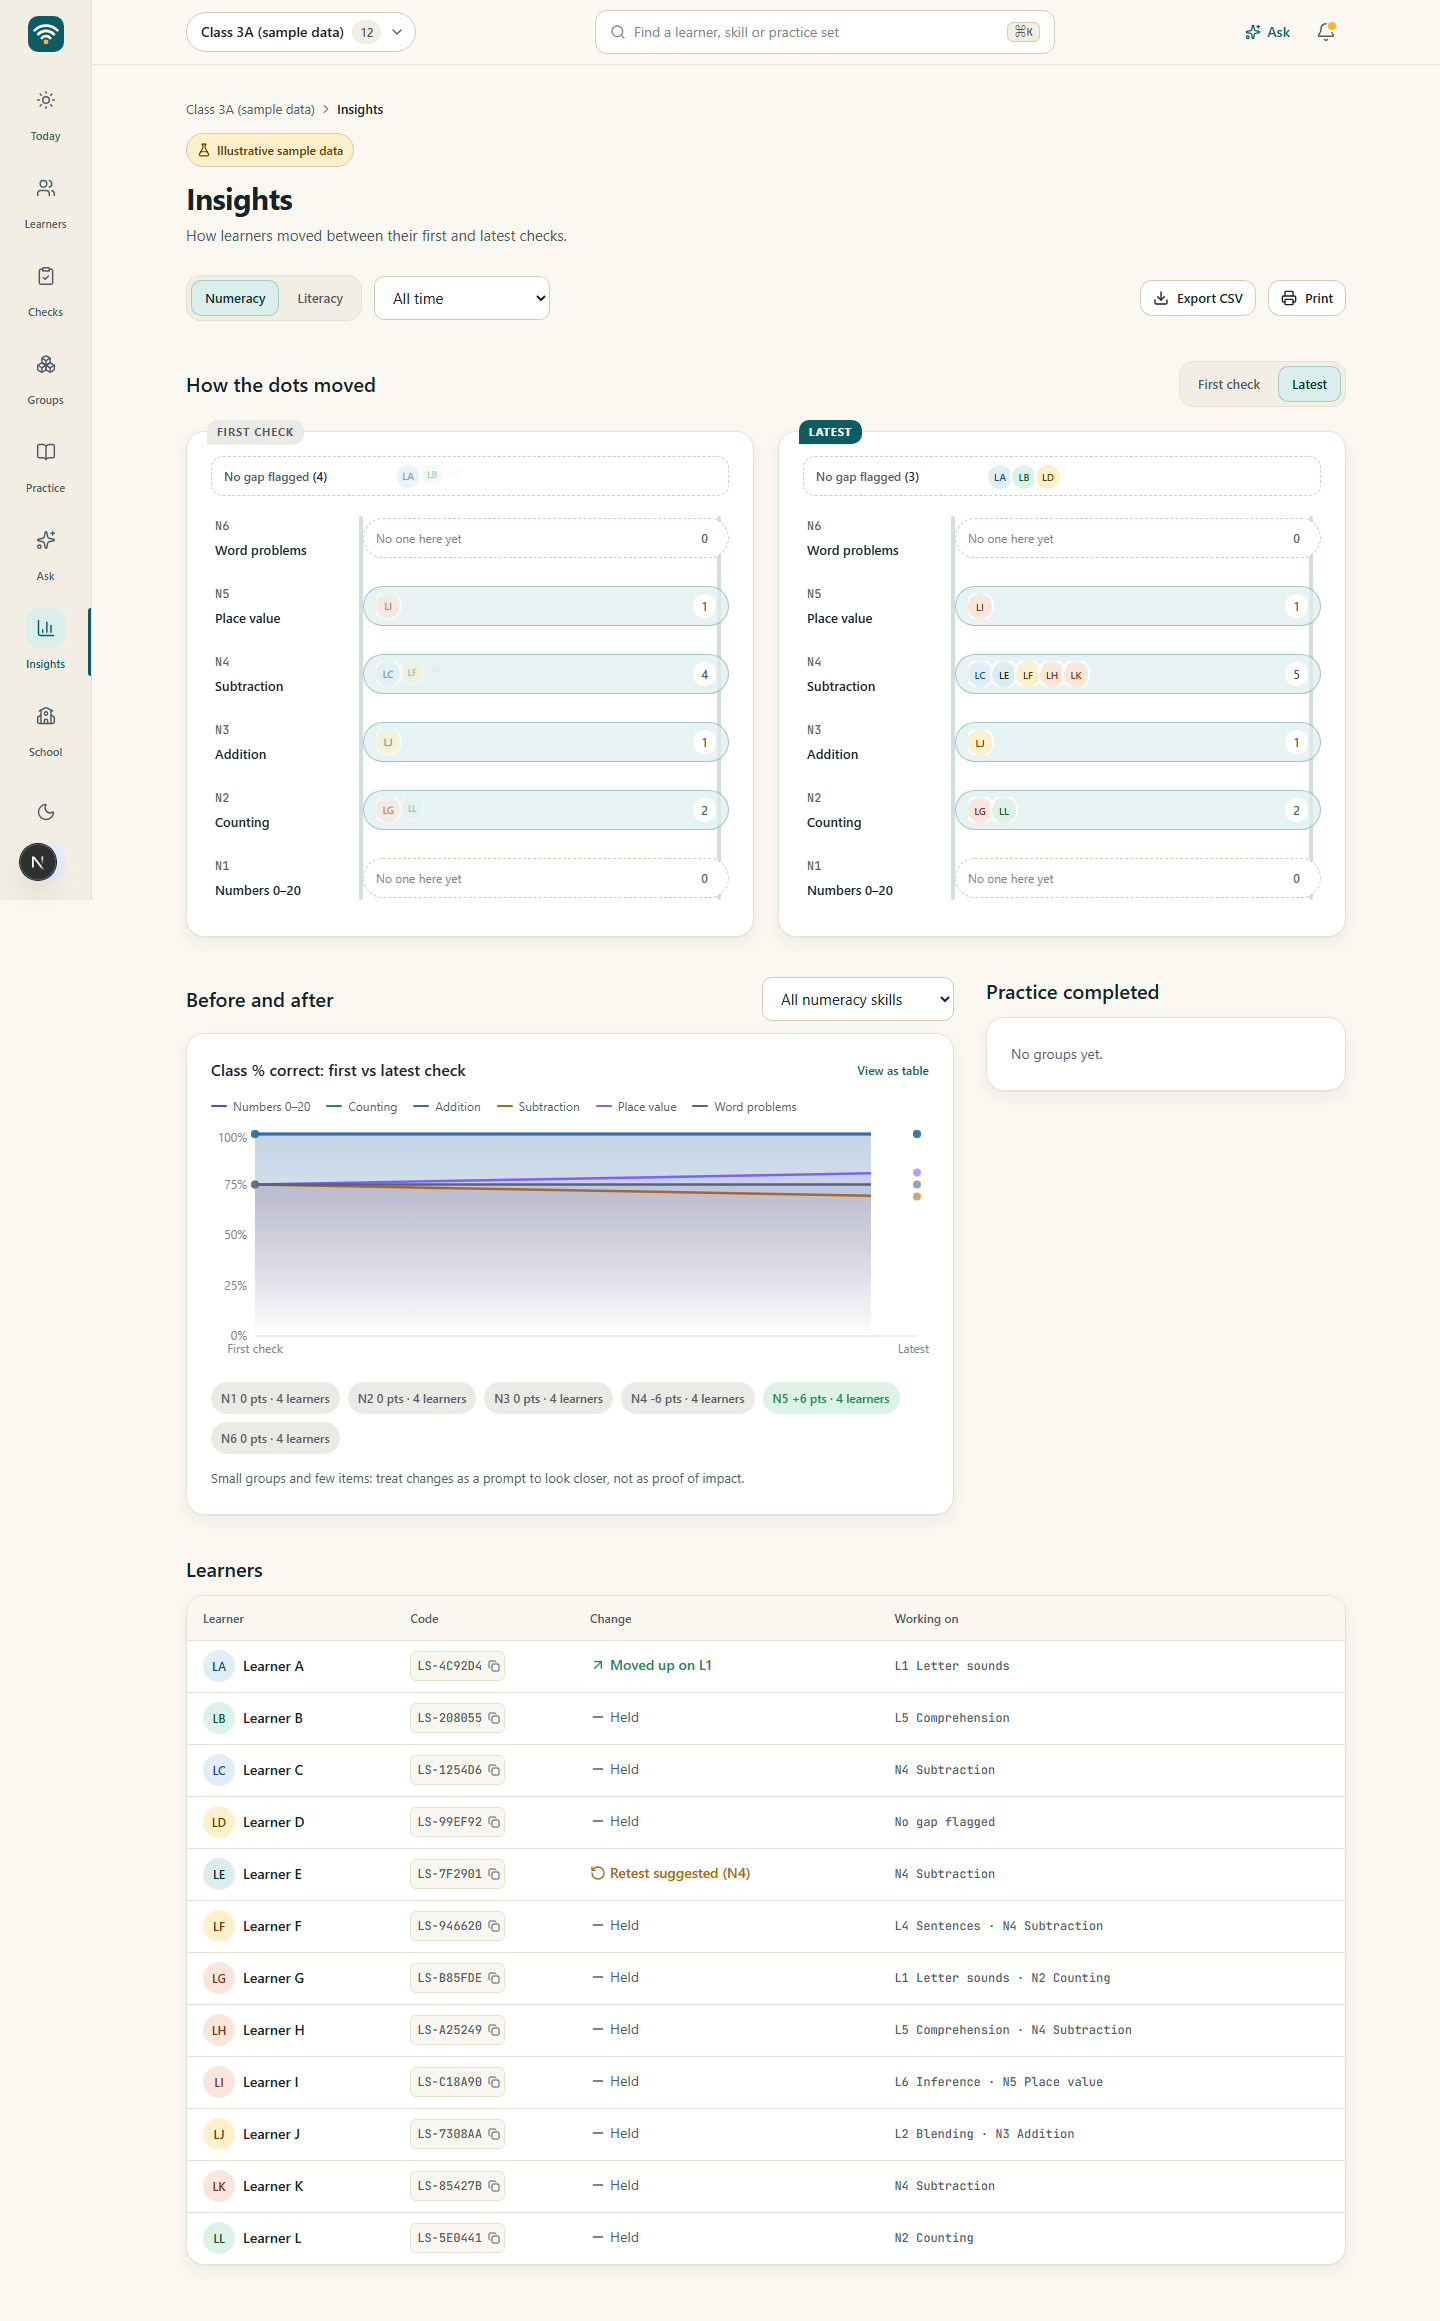 Class 3A (sample data) 12
Find a learner, skill or practice set
⌘K
Ask
Today
Learners
Checks
Groups
Practice
Ask
Insights
School
N
Class 3A (sample data) > Insights
Illustrative sample data
Insights
How learners moved between their first and latest checks.
Numeracy
Literacy
All time
Export CSV
Print
How the dots moved
First check
Latest
FIRST CHECK
No gap flagged (4)
LA
LB
N6
Word problems
No one here yet
0
N5
Place value
LI
1
N4
Subtraction
LC
LF
4
N3
Addition
LJ
1
N2
Counting
LG
LL
2
N1
Numbers 0–20
No one here yet
0
LATEST
No gap flagged (3)
LA
LB
LD
N6
Word problems
No one here yet
0
N5
Place value
LI
1
N4
Subtraction
LC
LE
LF
LH
LK
5
N3
Addition
LJ
1
N2
Counting
LG
LL
2
N1
Numbers 0–20
No one here yet
0
Before and after
All numeracy skills
Class % correct: first vs latest check
View as table
Numbers 0–20
Counting
Addition
Subtraction
Place value
Word problems
100%
75%
50%
25%
0%
First check
Latest
N1 0 pts · 4 learners
N2 0 pts · 4 learners
N3 0 pts · 4 learners
N4 -6 pts · 4 learners
N5 +6 pts · 4 learners
N6 0 pts · 4 learners
Small groups and few items: treat changes as a prompt to look closer, not as proof of impact.
Practice completed
No groups yet.
Learners
Learner Code Change Working on
LA Learner A LS-4C92D4 Moved up on L1 L1 Letter sounds
LB Learner B LS-208055 Held L5 Comprehension
LC Learner C LS-1254D6 Held N4 Subtraction
LD Learner D LS-99EF92 Held No gap flagged
LE Learner E LS-7F2901 Retest suggested (N4) N4 Subtraction
LF Learner F LS-946620 Held L4 Sentences · N4 Subtraction
LG Learner G LS-B85FDE Held L1 Letter sounds · N2 Counting
LH Learner H LS-A25249 Held L5 Comprehension · N4 Subtraction
LI Learner I LS-C18A90 Held L6 Inference · N5 Place value
LJ Learner J LS-7308AA Held L2 Blending · N3 Addition
LK Learner K LS-85427B Held N4 Subtraction
LL Learner L LS-5E0441 Held N2 Counting